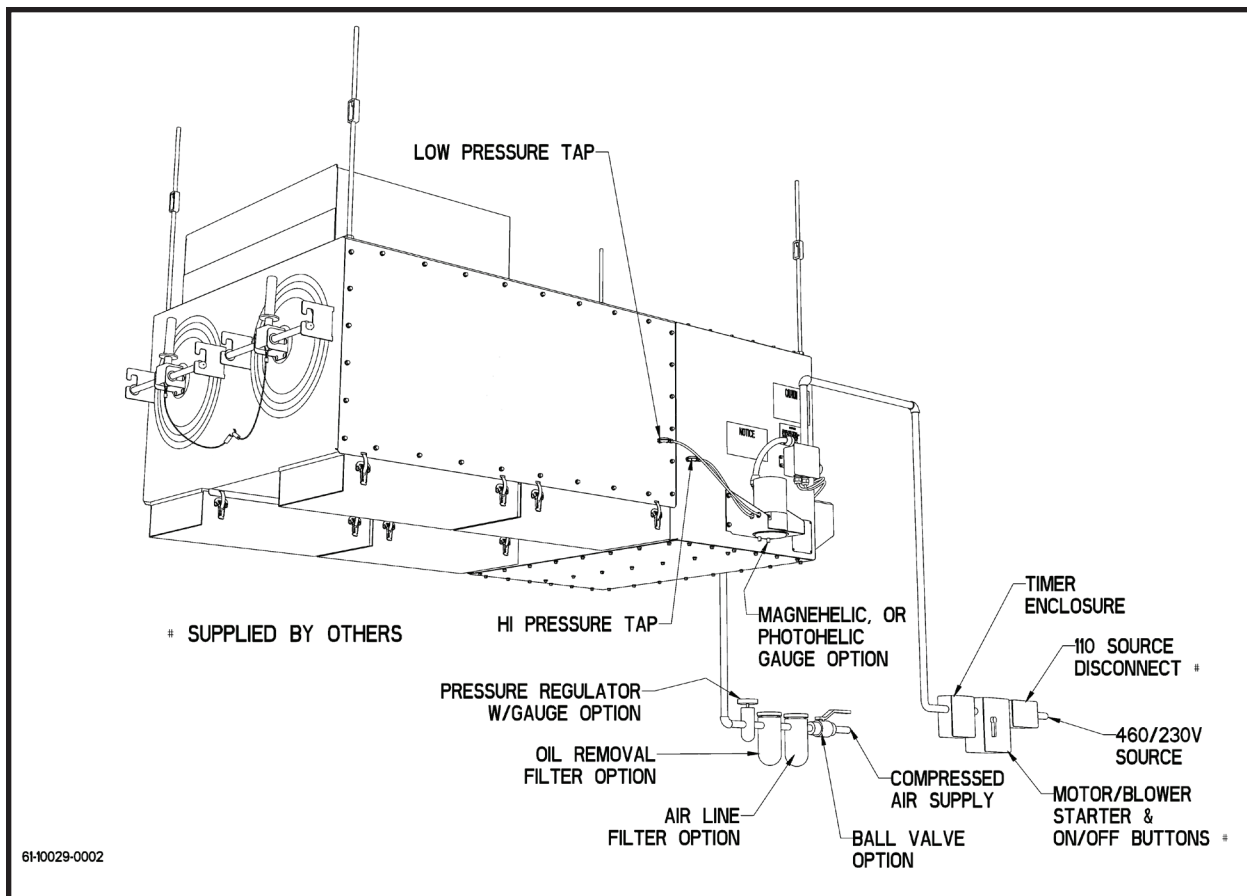 LOW PRESSURE TAP
NOTICE
# SUPPLIED BY OTHERS
HI PRESSURE TAP
MAGNEHELIC, OR
PHOTOHELIC
GAUGE OPTION
TIMER
ENCLOSURE
110 SOURCE
DISCONNECT #
PRESSURE REGULATOR
W/GAUGE OPTION
460/230V
SOURCE
OIL REMOVAL
FILTER OPTION
COMPRESSED
AIR SUPPLY
MOTOR/BLOWER
STARTER &
ON/OFF BUTTONS #
AIR LINE
FILTER OPTION
BALL VALVE
OPTION
61-10029-0002